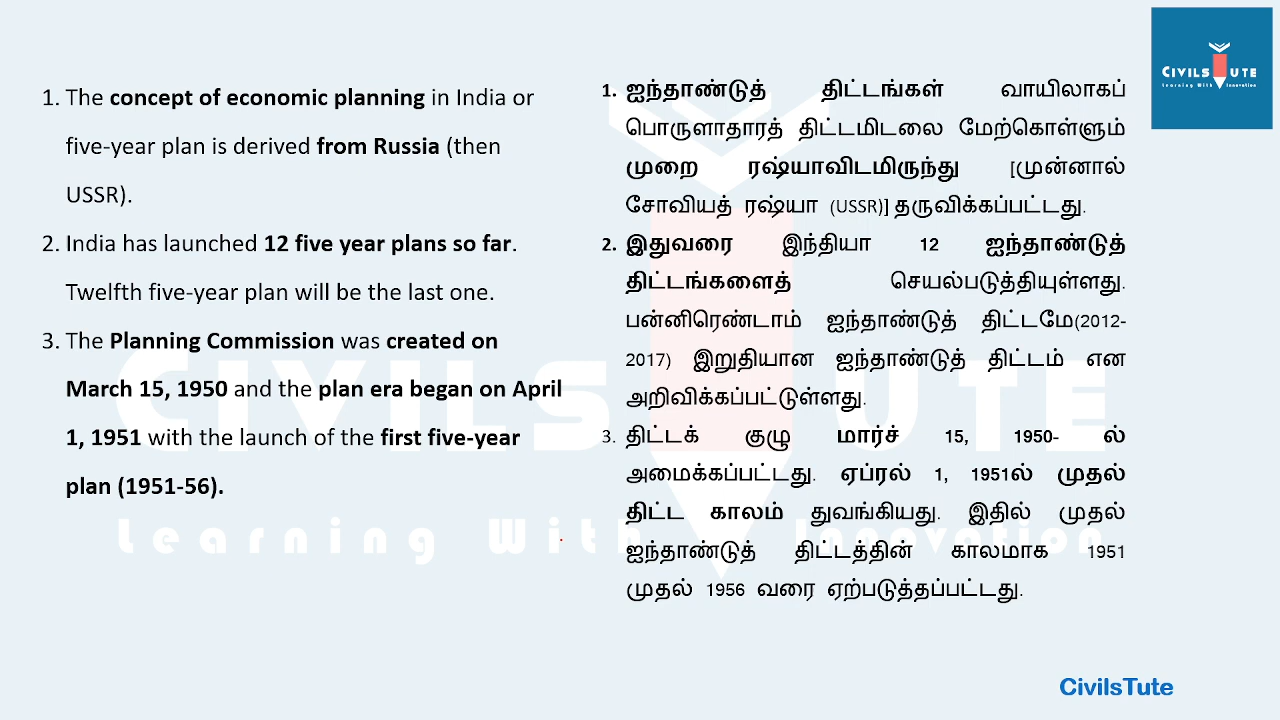 1. The concept of economic planning in India or
five-year plan is derived from Russia (then
USSR).
2. India has launched 12 five year plans so far.
Twelfth five-year plan will be the last one.
3. The Planning Commission was created on
March 15, 1950 and the plan era began on April
1, 1951 with the launch of the first five-year
plan (1951-56).
1. ஐந்தாண்டுத் திட்டங்கள் வாயிலாகப்
பொருளாதாரத் திட்டமிடலை மேற்கொள்ளும்
முறை ரஷ்யாவிடமிருந்து [முன்னால்
சோவியத் ரஷ்யா (USSR)] தருவிக்கப்பட்டது.
2. இதுவரை இந்தியா 12 ஐந்தாண்டுத்
திட்டங்களைத் செயல்படுத்தியுள்ளது.
பன்னிரெண்டாம் ஐந்தாண்டுத் திட்டமே(2012-
2017) இறுதியான ஐந்தாண்டுத் திட்டம் என
அறிவிக்கப்பட்டுள்ளது.
3. திட்டக் குழு மார்ச் 15, 1950- ல்
அமைக்கப்பட்டது. ஏப்ரல் 1, 1951ல் முதல்
திட்ட காலம் துவங்கியது. இதில் முதல்
ஐந்தாண்டுத் திட்டத்தின் காலமாக 1951
முதல் 1956 வரை ஏற்படுத்தப்பட்டது.
CIVILSTUTE
Learning With Innovation
CIVILS TUTE
Learning With Innovation
CivilsTute